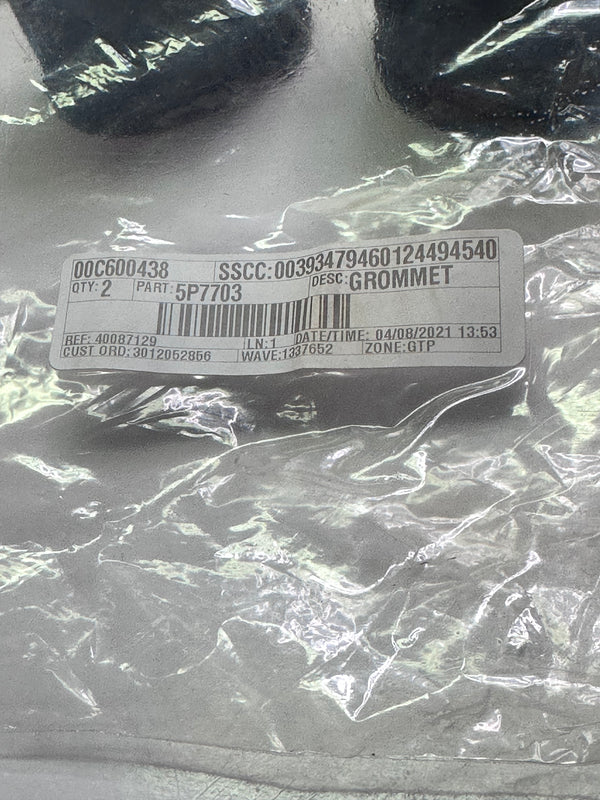 00C600438 SSCC:00393479460124494540
QTY: 2 PART: 5P7703 DESC: GROMMET
REF: 40087129 LN:1 DATE/TIME: 04/08/2021 13:53
CUST ORD: 3012052856 WAVE:1337652 ZONE:GTP